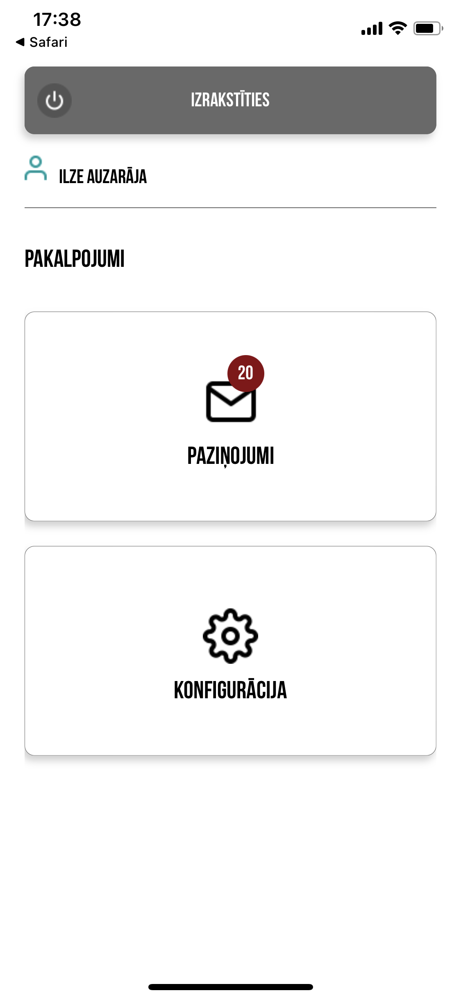 17:38
◀ Safari
IZRAKSTĪTIES
ILZE AUZARĀJA
PAKALPOJUMI
20
PAZIŅOJUMI
KONFIGURĀCIJA